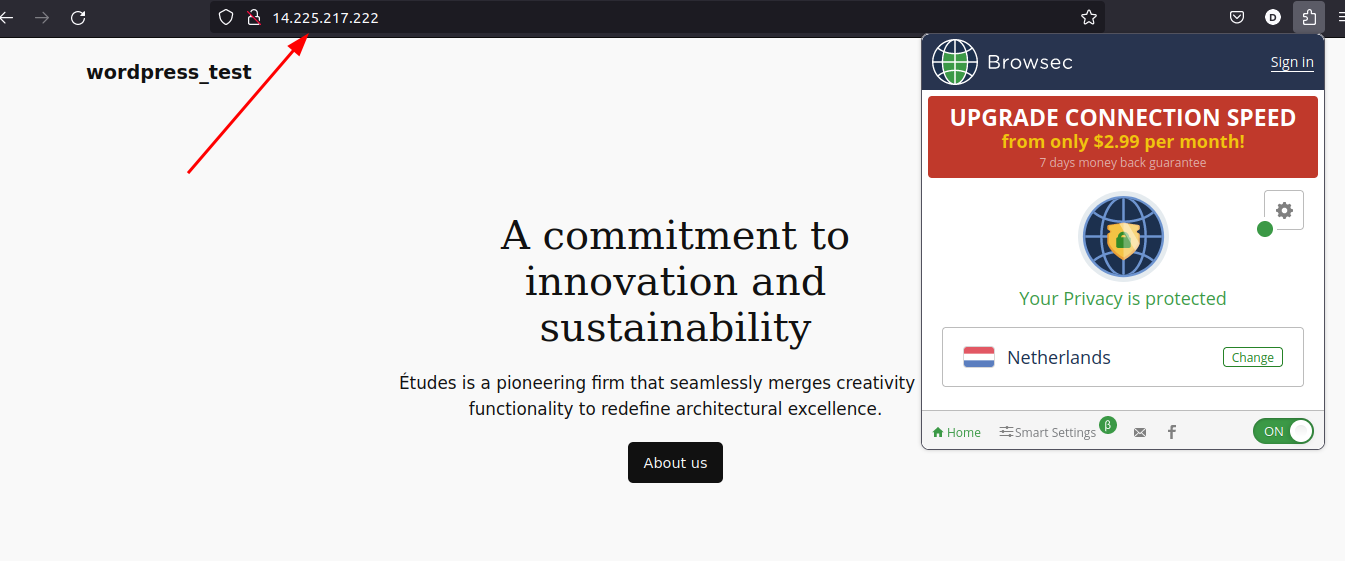 14.225.217.222
D
wordpress_test
A commitment to
innovation and
sustainability
Études is a pioneering firm that seamlessly merges creativity
functionality to redefine architectural excellence.
About us
Browsec
Sign in
UPGRADE CONNECTION SPEED
from only $2.99 per month!
7 days money back guarantee
Your Privacy is protected
Netherlands
Change
Home
Smart Settings
β
f
ON